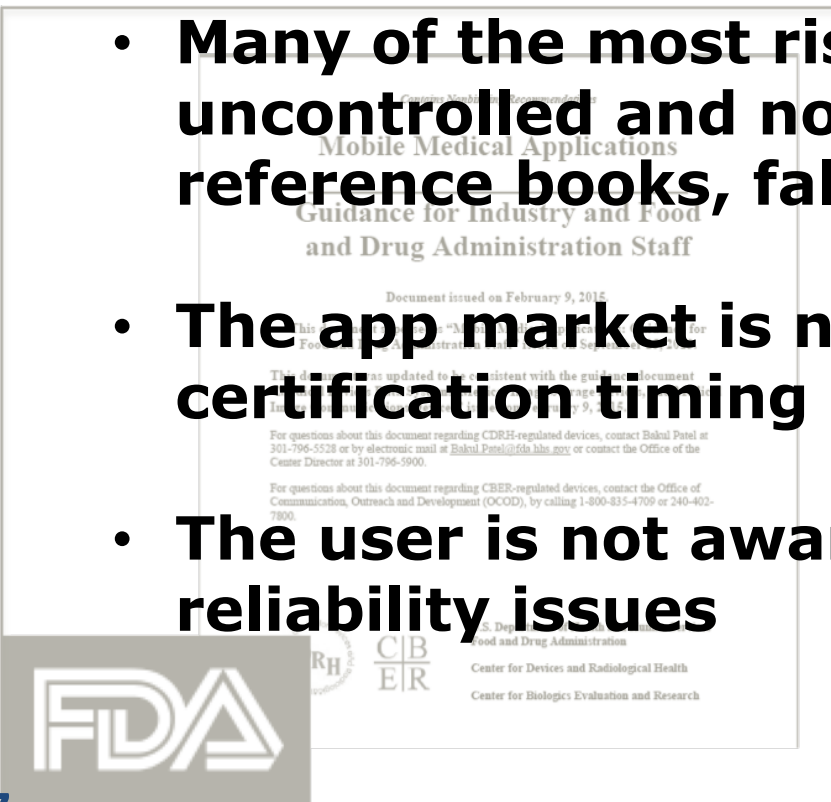 • Many of the most ris
uncontrolled and no
reference books, fal
• The app market is n
certification timing
• The user is not awar
reliability issues
Mobile Medical Applications
Guidance for Industry and Food
and Drug Administration Staff
Document issued on February 9, 2015.
For questions about this document regarding CDRH-regulated devices, contact Bakul Patel at
301-796-5528 or by electronic mail at Bakul.Patel@fda.hhs.gov or contact the Office of the
Center Director at 301-796-5900.
For questions about this document regarding CBER-regulated devices, contact the Office of
Communication, Outreach and Development (OCOD), by calling 1-800-835-4709 or 240-402-
7800.
Food and Drug Administration
Center for Devices and Radiological Health
Center for Biologics Evaluation and Research
CBER
FDA